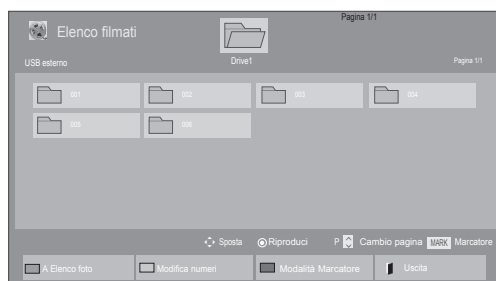 Pagina 1/1
Elenco filmati
Drive1
USB esterno
Pagina 1/1
001 002 003 004
005 006
Sposta Riproduci P Cambio pagina MARK Marcatore
A Elenco foto Modifica numeri Modalità Marcatore Uscita